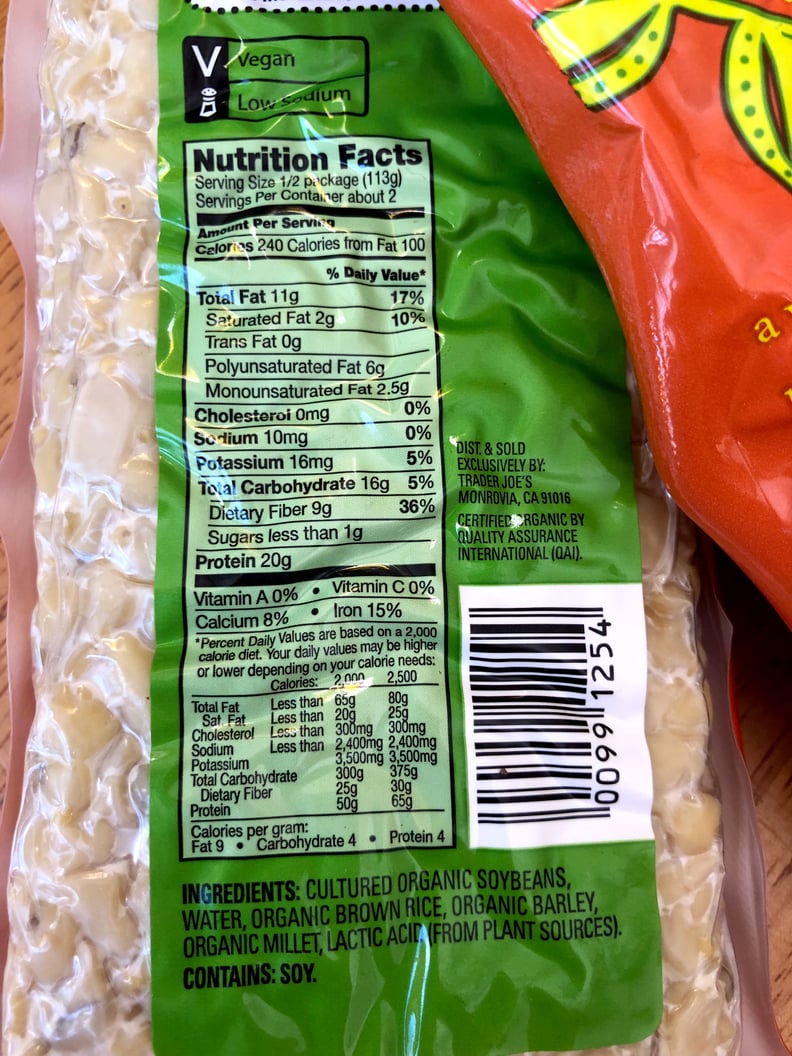 V Vegan
Low Sodium
Nutrition Facts
Serving Size 1/2 package (113g)
Servings Per Container about 2
Amount Per Serving
Calories 240 Calories from Fat 100
% Daily Value*
Total Fat 11g 17%
Saturated Fat 2g 10%
Trans Fat 0g
Polyunsaturated Fat 6g
Monounsaturated Fat 2.5g
Cholesterol 0mg 0%
Sodium 10mg 0%
Potassium 16mg 5%
Total Carbohydrate 16g 5%
Dietary Fiber 9g 36%
Sugars less than 1g
Protein 20g
Vitamin A 0% • Vitamin C 0%
Calcium 8% • Iron 15%
*Percent Daily Values are based on a 2,000
calorie diet. Your daily values may be higher
or lower depending on your calorie needs:
Calories: 2,000 2,500
Total Fat Less than 65g 80g
Sat Fat Less than 20g 25g
Cholesterol Less than 300mg 300mg
Sodium Less than 2,400mg 2,400mg
Potassium 3,500mg 3,500mg
Total Carbohydrate 300g 375g
Dietary Fiber 25g 30g
Protein 50g 65g
Calories per gram:
Fat 9 • Carbohydrate 4 • Protein 4
DIST. & SOLD
EXCLUSIVELY BY:
TRADER JOE'S
MONROVIA, CA 91016
CERTIFIED ORGANIC BY
QUALITY ASSURANCE
INTERNATIONAL (QAI).
0099 1254
INGREDIENTS: CULTURED ORGANIC SOYBEANS,
WATER, ORGANIC BROWN RICE, ORGANIC BARLEY,
ORGANIC MILLET, LACTIC ACID (FROM PLANT SOURCES).
CONTAINS: SOY.
a